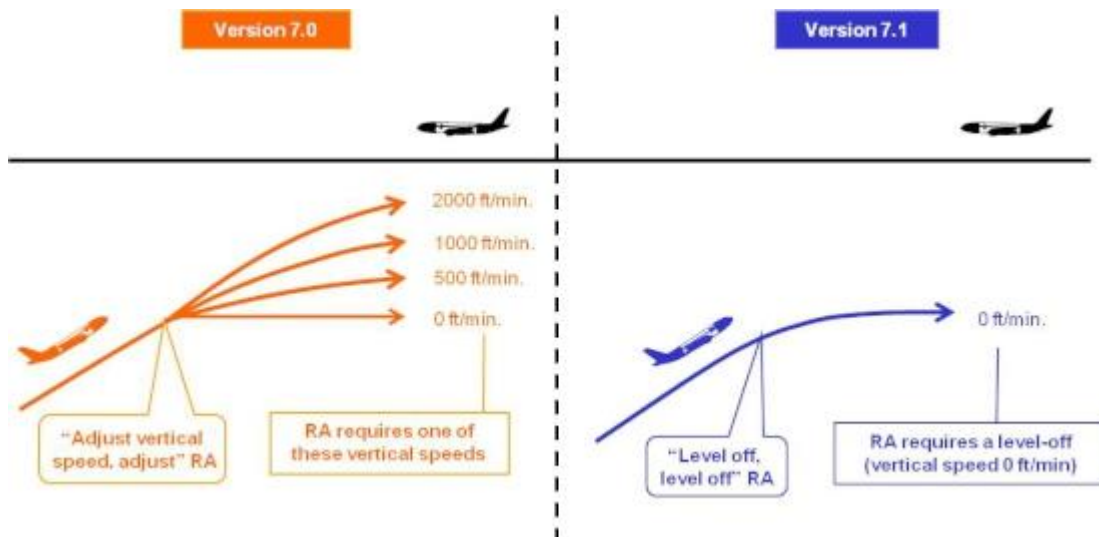 Version 7.0
2000 ft/min.
1000 ft/min.
500 ft/min.
0 ft/min.
“Adjust vertical
speed, adjust” RA
RA requires one of
these vertical speeds
Version 7.1
0 ft/min.
“Level off,
level off” RA
RA requires a level-off
(vertical speed 0 ft/min)